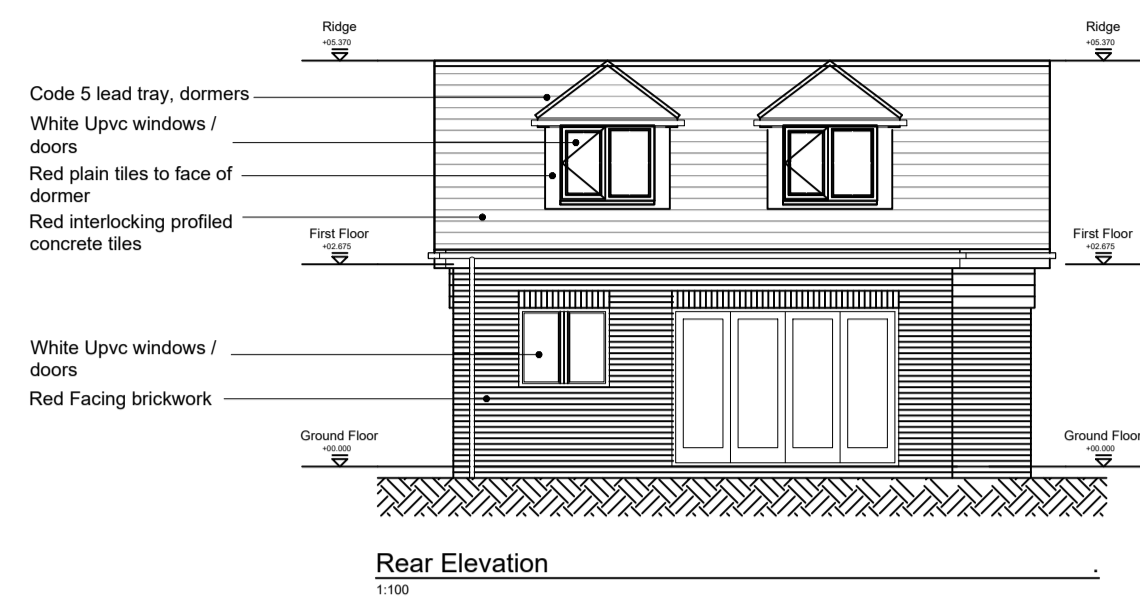 Ridge
+05.370
Ridge
+05.370
Code 5 lead tray, dormers
White Upvc windows /
doors
Red plain tiles to face of
dormer
Red interlocking profiled
concrete tiles
First Floor
+02.675
First Floor
+02.675
White Upvc windows /
doors
Red Facing brickwork
Ground Floor
+00.000
Ground Floor
+00.000
Rear Elevation .
1:100